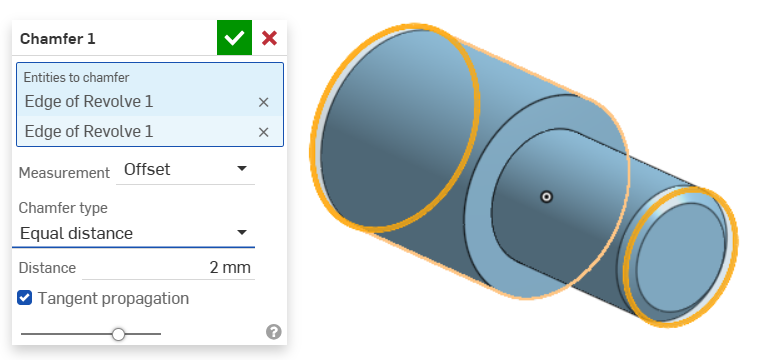 Chamfer 1
Entities to chamfer
Edge of Revolve 1
Edge of Revolve 1
Measurement Offset
Chamfer type
Equal distance
Distance 2 mm
Tangent propagation